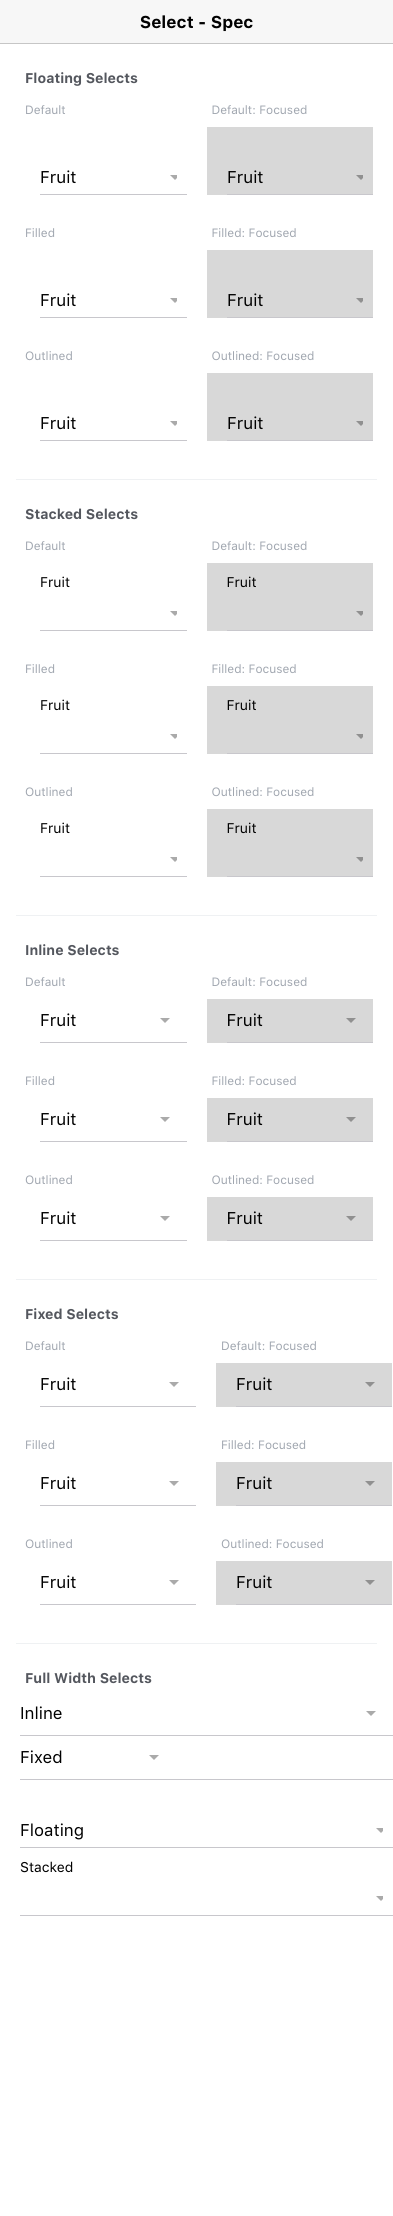 Select - Spec
Floating Selects
Default Default: Focused
Fruit Fruit
Filled Filled: Focused
Fruit Fruit
Outlined Outlined: Focused
Fruit Fruit
Stacked Selects
Default Default: Focused
Fruit Fruit
Filled Filled: Focused
Fruit Fruit
Outlined Outlined: Focused
Fruit Fruit
Inline Selects
Default Default: Focused
Fruit Fruit
Filled Filled: Focused
Fruit Fruit
Outlined Outlined: Focused
Fruit Fruit
Fixed Selects
Default Default: Focused
Fruit Fruit
Filled Filled: Focused
Fruit Fruit
Outlined Outlined: Focused
Fruit Fruit
Full Width Selects
Inline
Fixed
Floating
Stacked